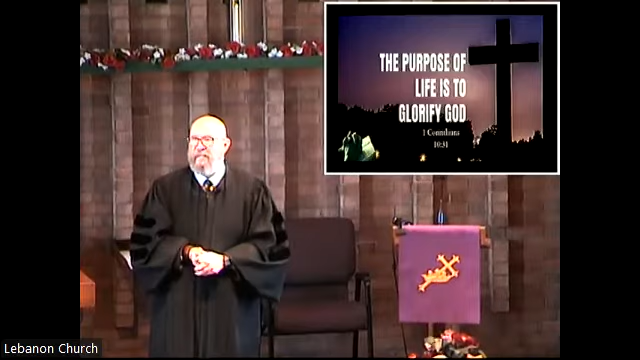 THE PURPOSE OF
LIFE IS TO
GLORIFY GOD
1 Corinthians
10:31
Lebanon Church